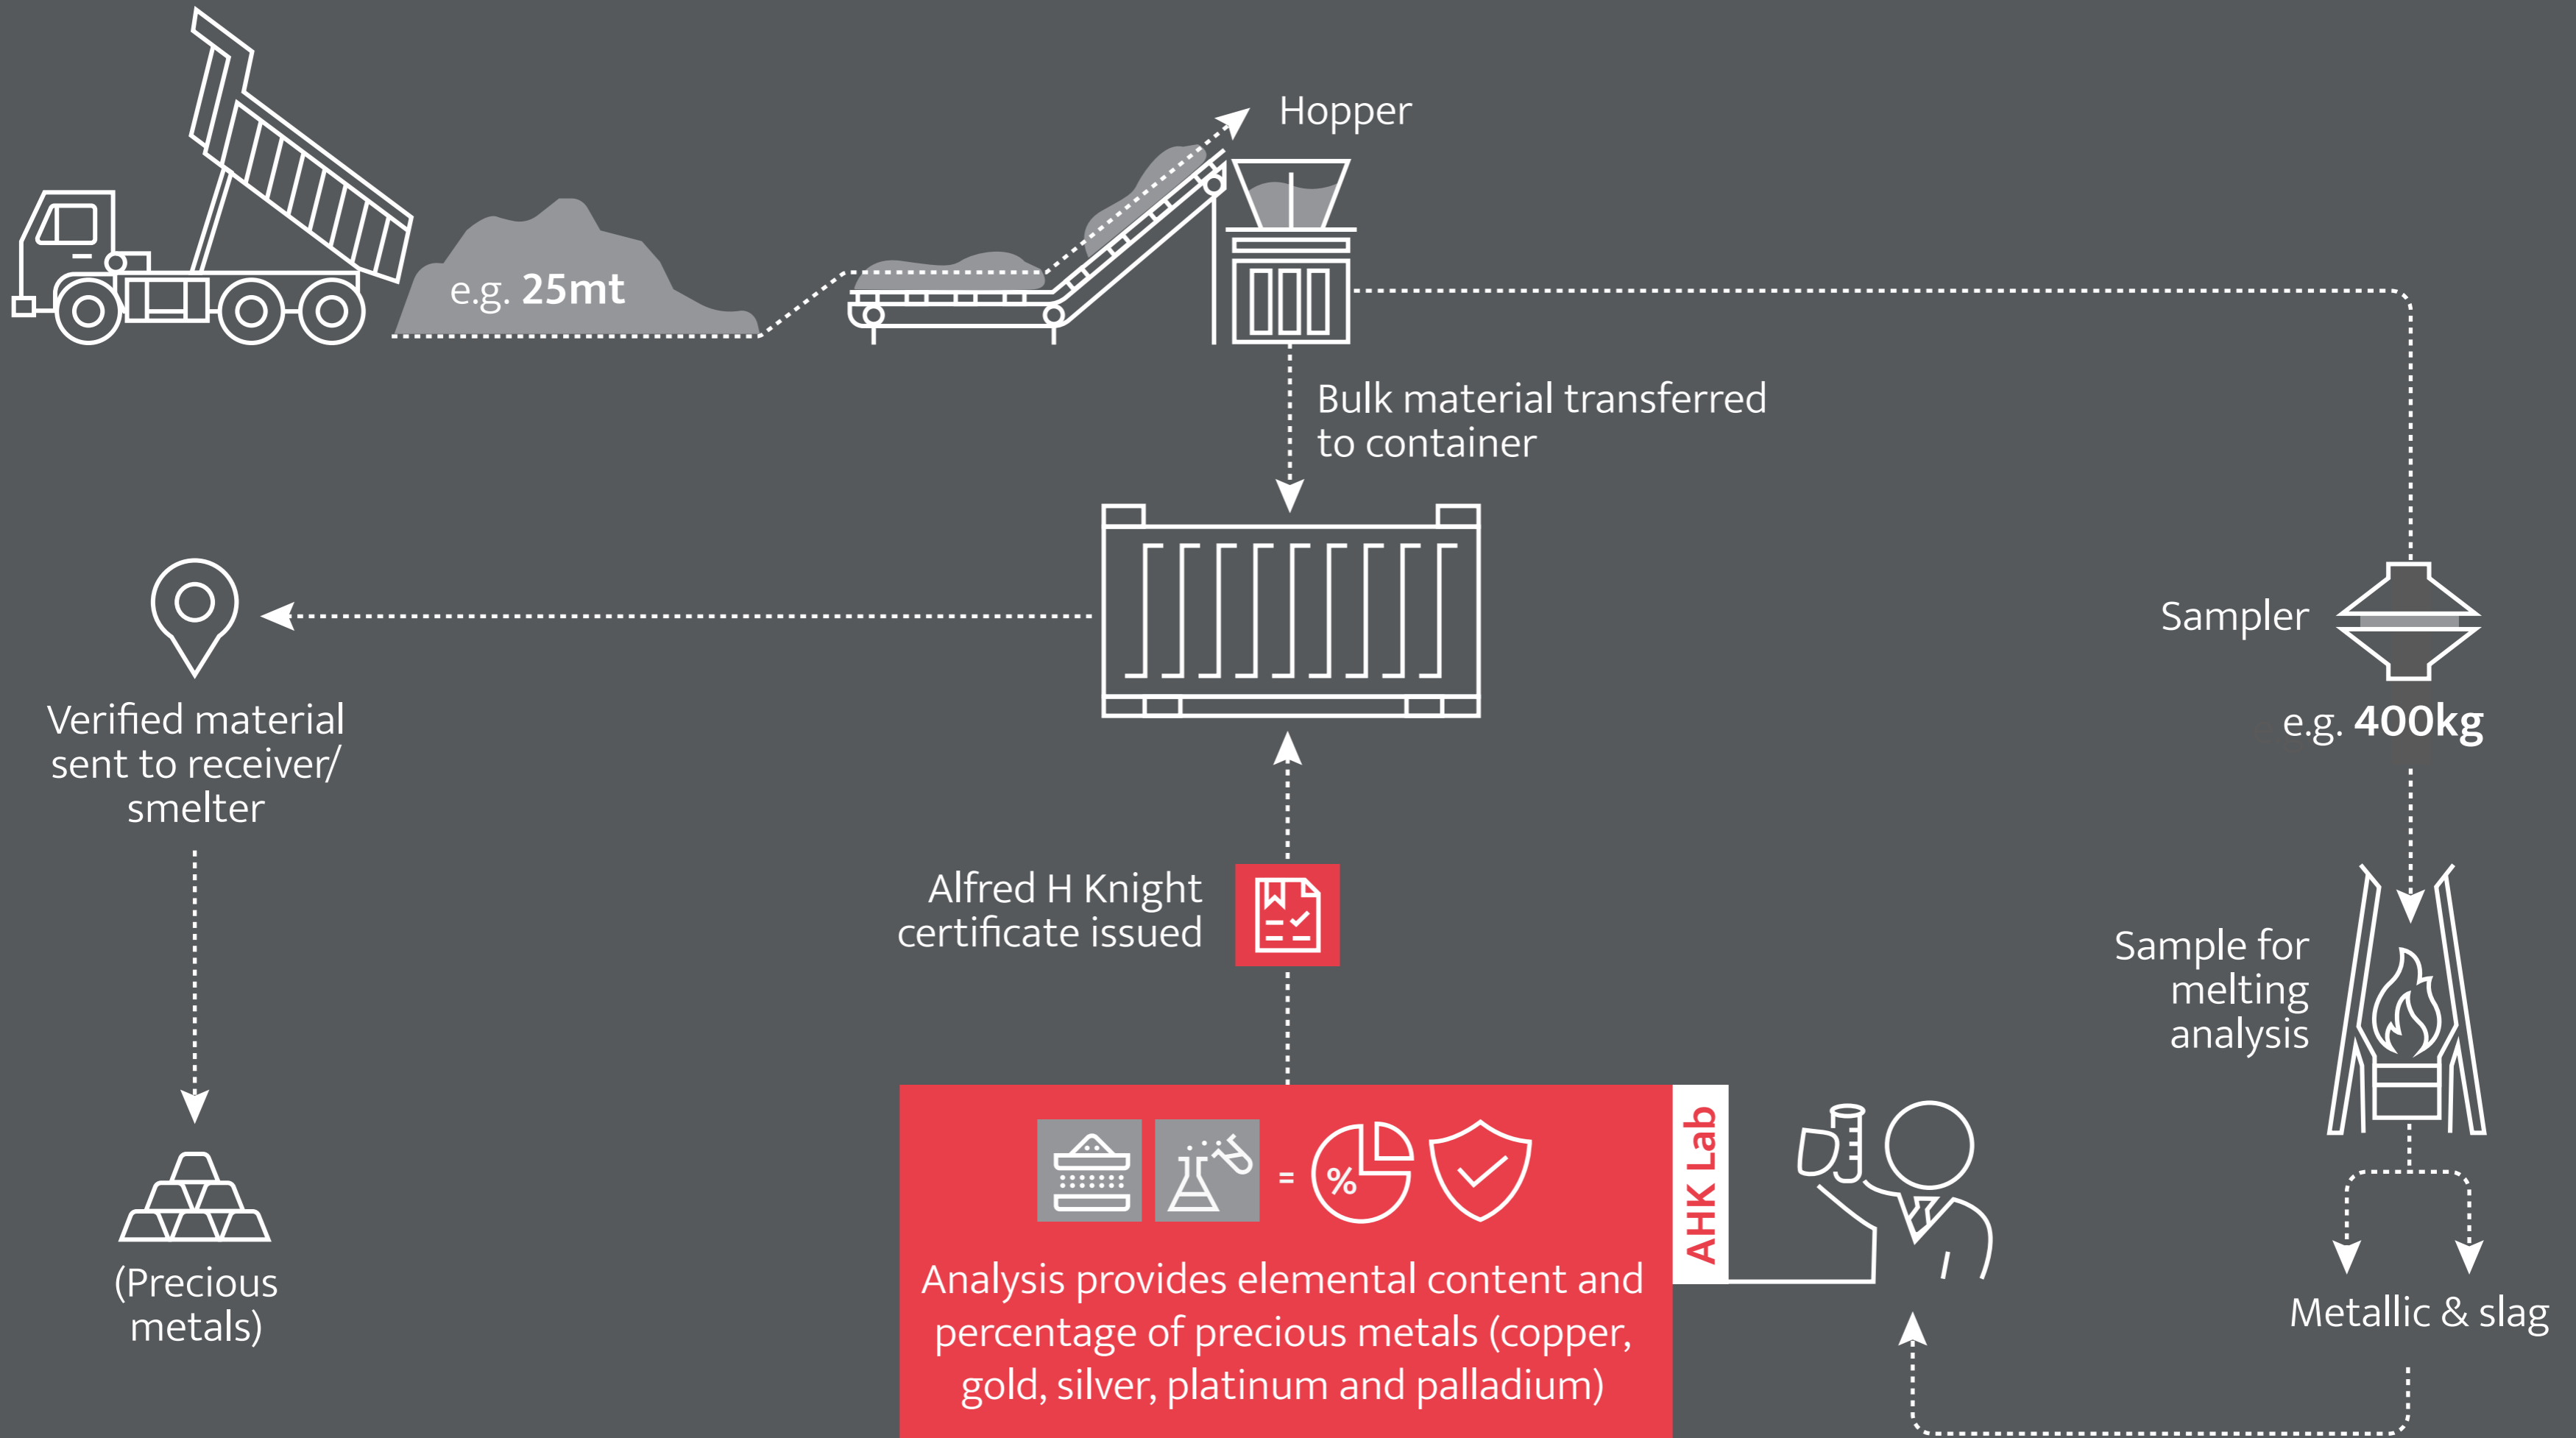 Hopper
e.g. 25mt
Bulk material transferred
to container
Sampler
e.g. 400kg
Verified material
sent to receiver/
smelter
Alfred H Knight
certificate issued
Sample for
melting
analysis
AHK Lab
=
%
Analysis provides elemental content and
percentage of precious metals (copper,
gold, silver, platinum and palladium)
(Precious
metals)
Metallic & slag